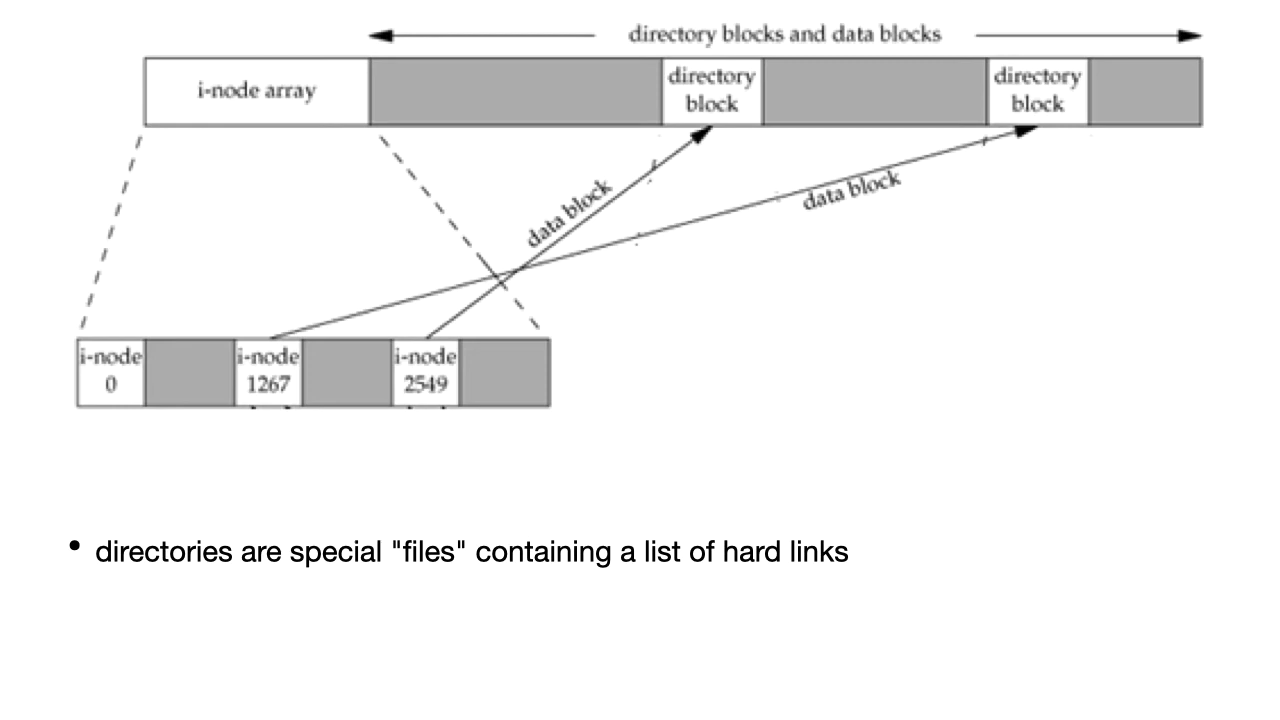 directory blocks and data blocks
i-node array
directory
block
directory
block
data block
data block
i-node
0
i-node
1267
i-node
2549
• directories are special "files" containing a list of hard links